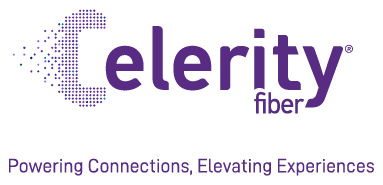 Celerity®
fiber
Powering Connections, Elevating Experiences